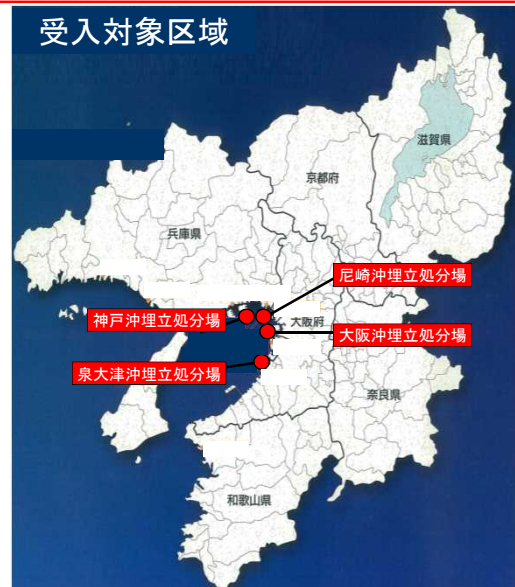 受入対象区域
滋賀県
京都府
兵庫県
尼崎沖埋立処分場
神戸沖埋立処分場
大阪府
大阪沖埋立処分場
泉大津沖埋立処分場
奈良県
和歌山県